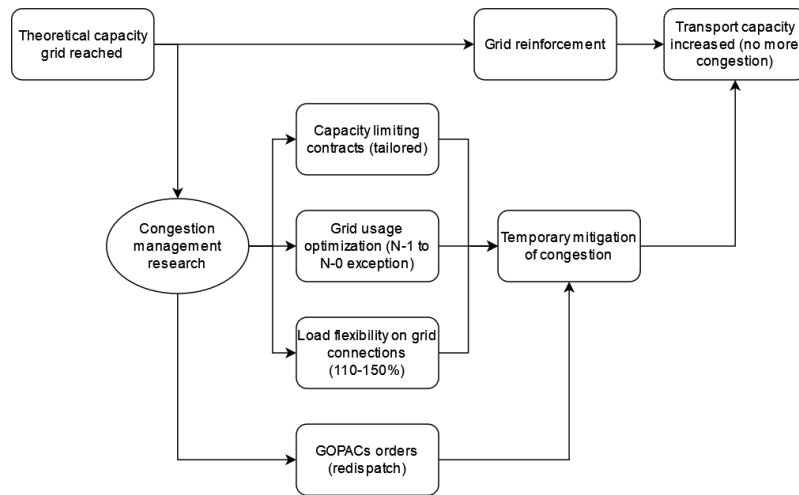 Theoretical capacity
grid reached
Grid reinforcement
Transport capacity
increased (no more
congestion)
Capacity limiting
contracts (tailored)
Congestion
management
research
Grid usage
optimization (N-1 to
N-0 exception)
Temporary mitigation
of congestion
Load flexibility on grid
connections
(110-150%)
GOPACs orders
(redispatch)